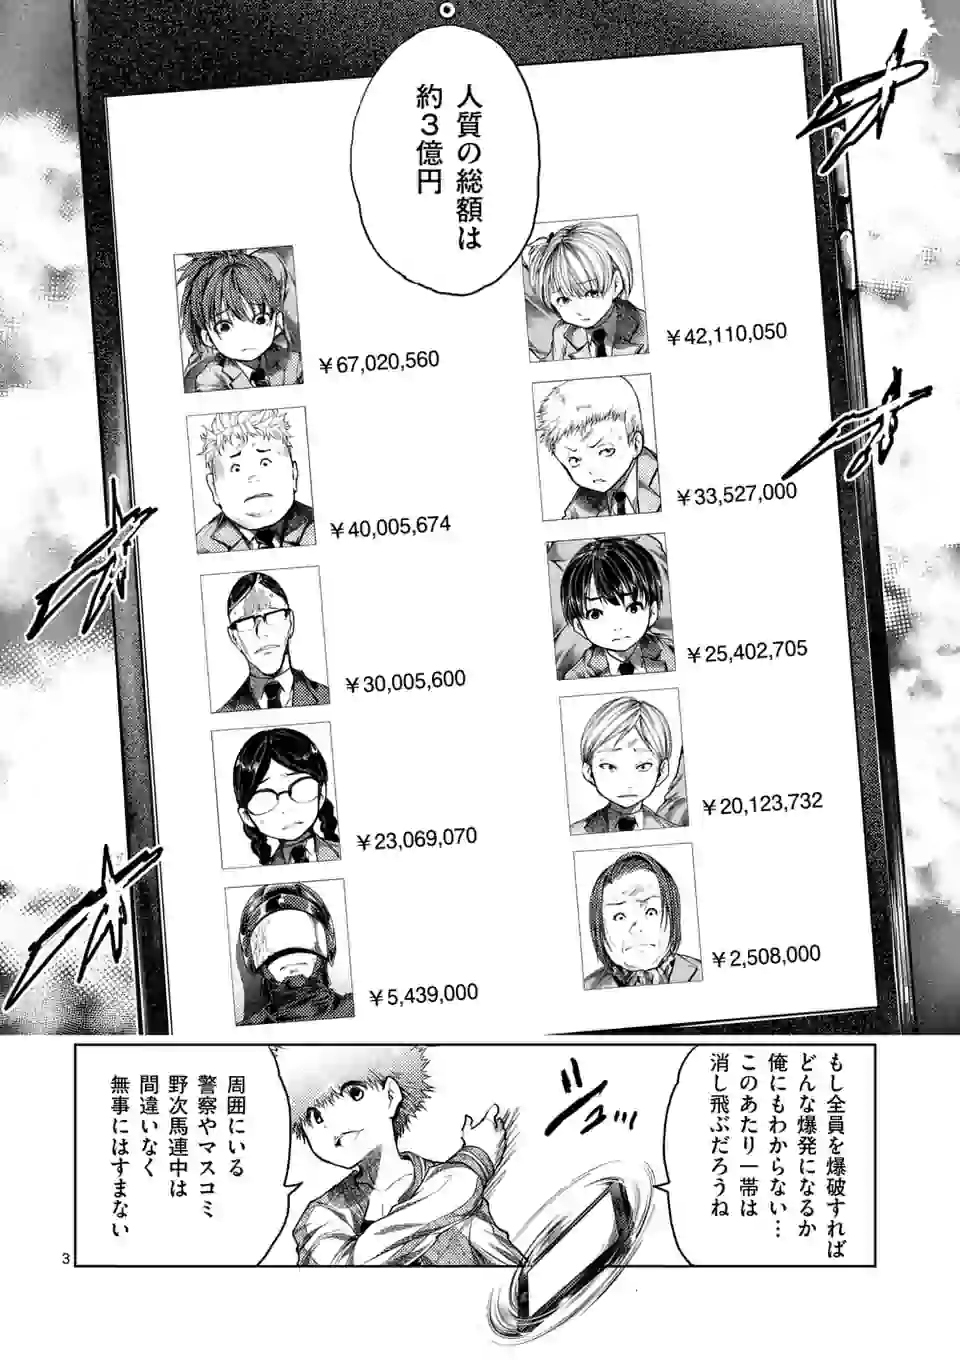 人質の総額は
約3億円
¥67,020,560
¥42,110,050
¥40,005,674
¥33,527,000
¥30,005,600
¥25,402,705
¥23,069,070
¥20,123,732
¥5,439,000
¥2,508,000
もし全員を爆破すれば
どんな爆発になるか
俺にもわからない…
このあたり一帯は
消し飛ぶだろうね
周囲にいる
警察やマスコミ
野次馬連中は
間違いなく
無事にはすまない
3